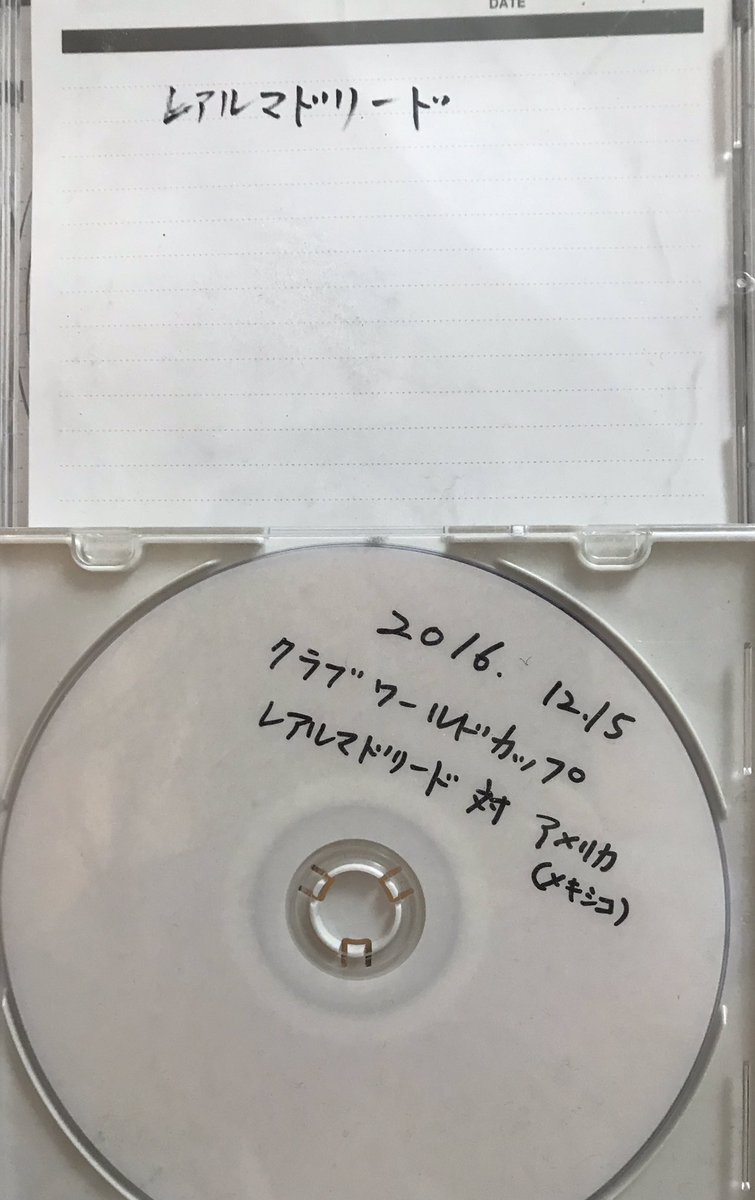 DATE
レアルマドリード
2016. 12.15
クラブワールドカップ
レアルマドリード 対 アメリカ
(メキシコ)